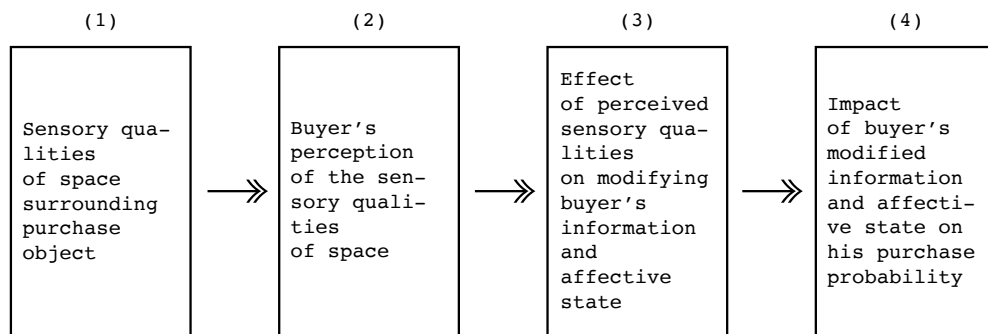 (1)
(2)
(3)
(4)
Sensory qua-
lities
of space
surrounding
purchase
object
Buyer's
perception
of the sen-
sory quali-
ties
of space
Effect
of perceived
sensory qua-
lities
on modifying
buyer's
information
and
affective
state
Impact
of buyer's
modified
information
and affecti-
ve state on
his purchase
probability